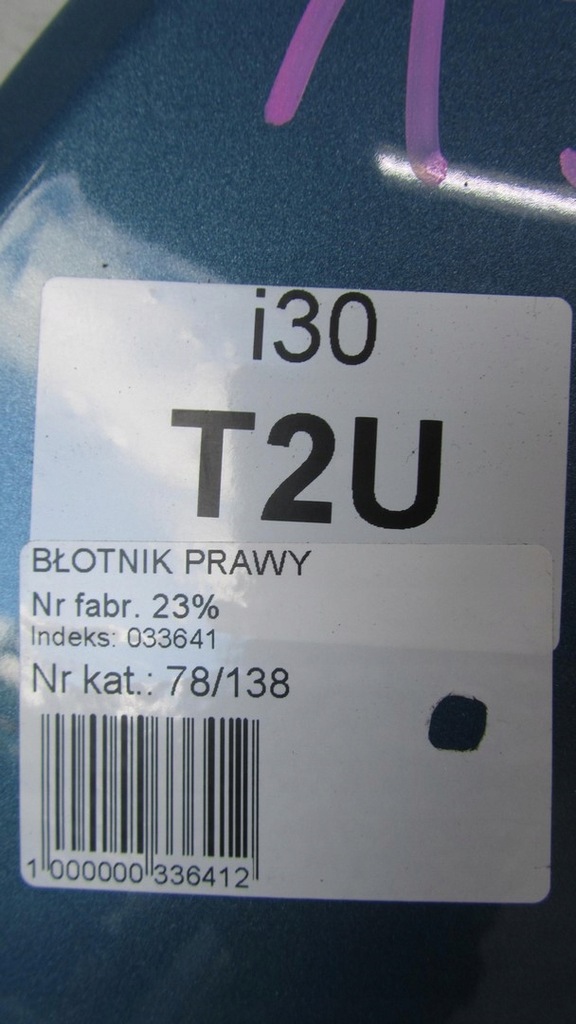 i30
T2U
BŁOTNIK PRAWY
Nr fabr. 23%
Indeks: 033641
Nr kat.: 78/138
1 000000 336412